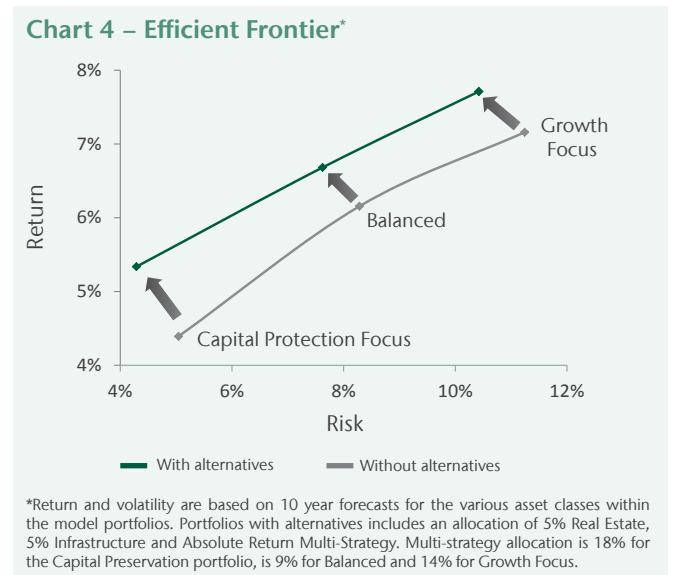 Chart 4 – Efficient Frontier*
8%
7%
6%
5%
4%
Return
Growth
Focus
Balanced
Capital Protection Focus
4% 6% 8% 10% 12%
Risk
With alternatives Without alternatives
*Return and volatility are based on 10 year forecasts for the various asset classes within
the model portfolios. Portfolios with alternatives includes an allocation of 5% Real Estate,
5% Infrastructure and Absolute Return Multi-Strategy. Multi-strategy allocation is 18% for
the Capital Preservation portfolio, is 9% for Balanced and 14% for Growth Focus.